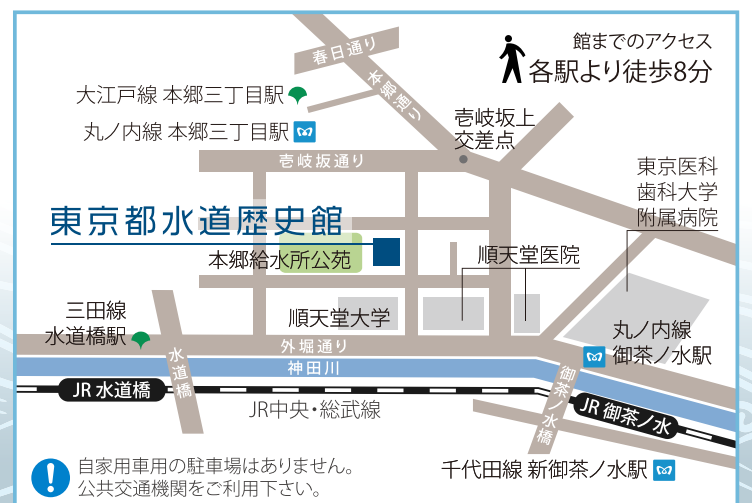 春日通り
本郷通り
館までのアクセス
各駅より徒歩8分
大江戸線 本郷三丁目駅
丸ノ内線 本郷三丁目駅
壱岐坂上
交差点
壱岐坂通り
東京医科
歯科大学
附属病院
東京都水道歴史館
本郷給水所公苑
順天堂医院
三田線
水道橋駅
順天堂大学
丸ノ内線
御茶ノ水駅
外堀通り
水道橋
神田川
御茶ノ水橋
JR 水道橋
JR 御茶ノ水
JR中央・総武線
千代田線 新御茶ノ水駅
自家用車用の駐車場はありません。
公共交通機関をご利用下さい。